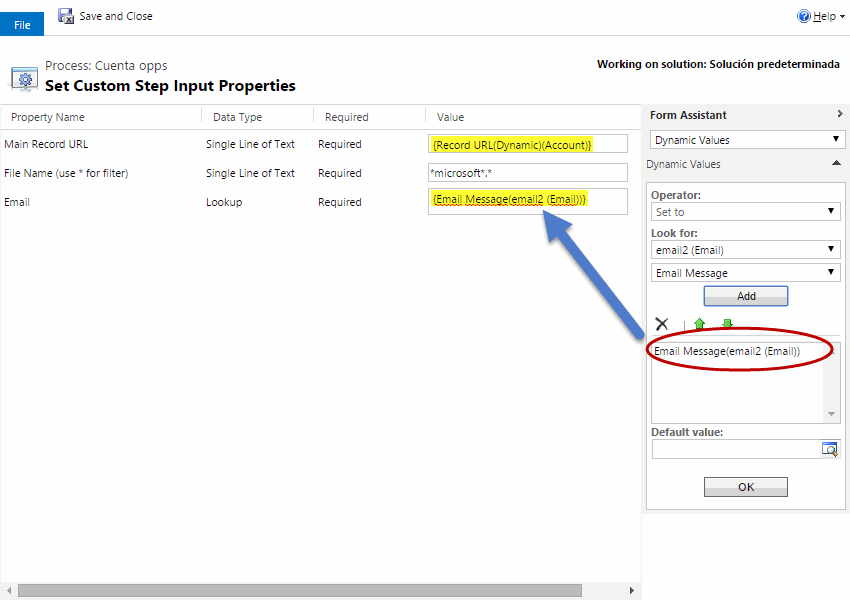 File
Save and Close
Help
Process: Cuenta opps
Set Custom Step Input Properties
Working on solution: Solución predeterminada
Property Name Data Type Required Value
Main Record URL Single Line of Text Required {Record URL(Dynamic)(Account)}
File Name (use * for filter) Single Line of Text Required *microsoft*.*
Email Lookup Required {Email Message(email2 (Email))}
Form Assistant
Dynamic Values
Dynamic Values
Operator:
Set to
Look for:
email2 (Email)
Email Message
Add
Email Message(email2 (Email))
Default value:
OK